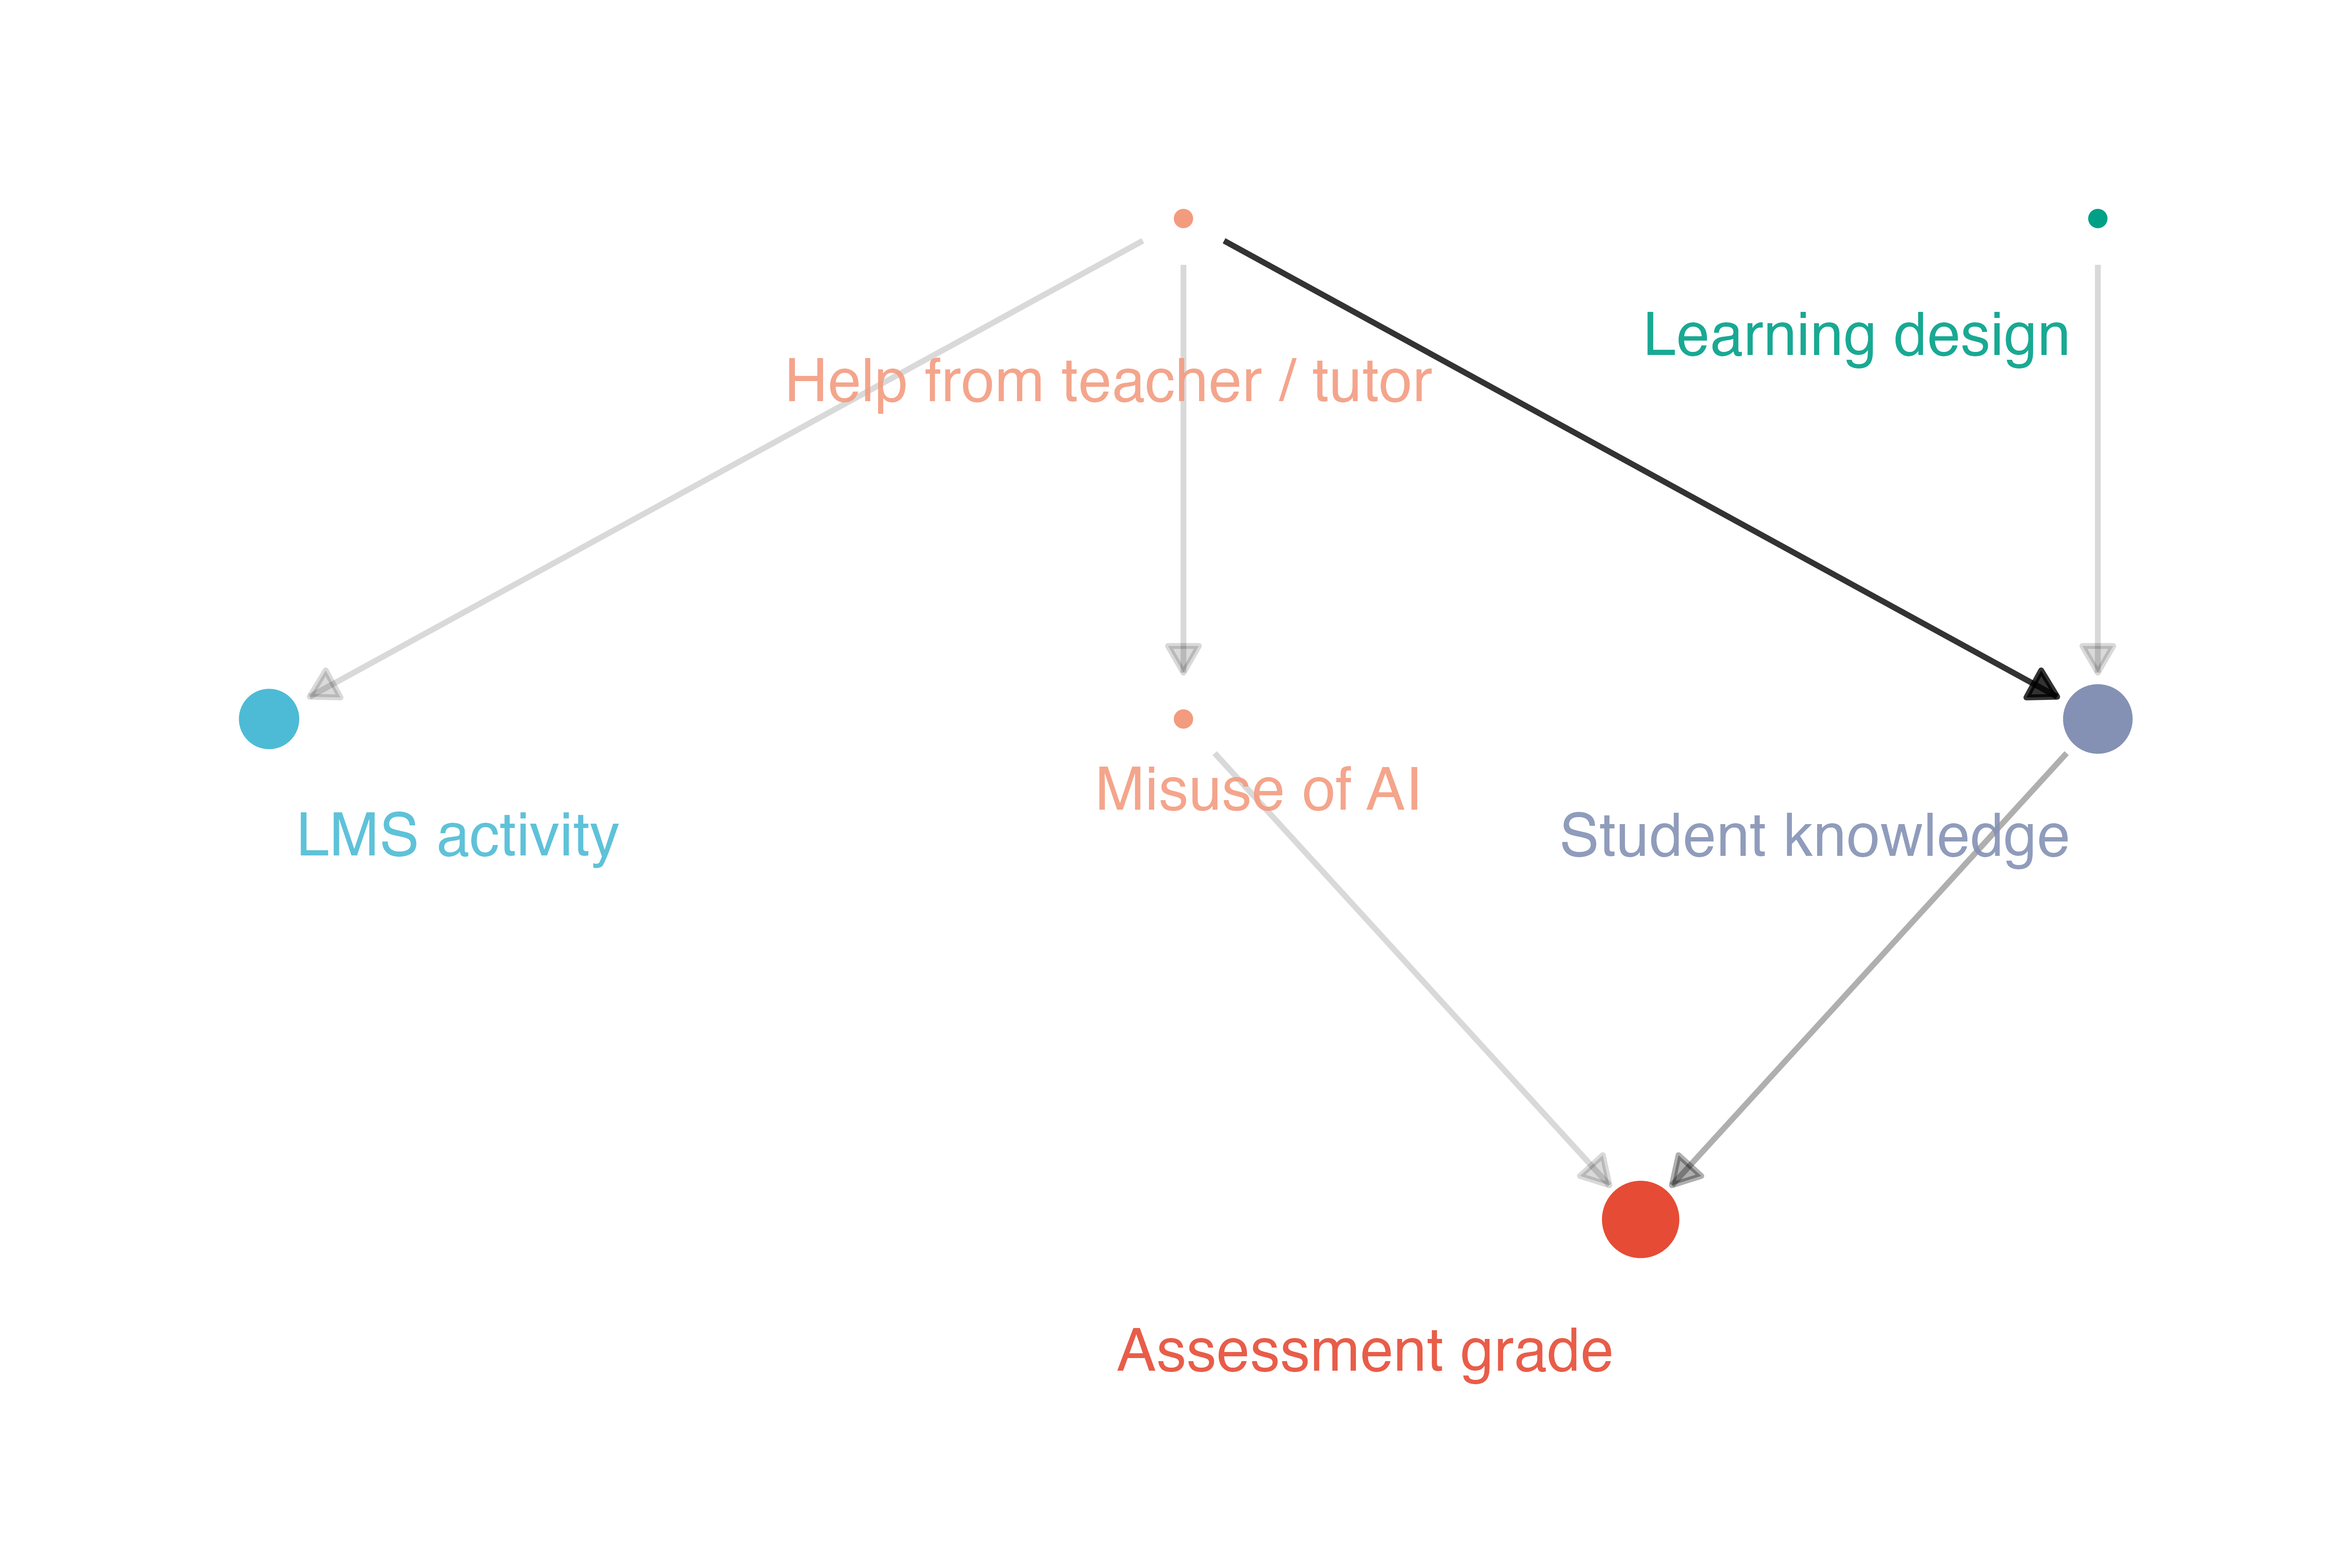 Learning design
Help from teacher / tutor
Misuse of AI
LMS activity
Student knowledge
Assessment grade